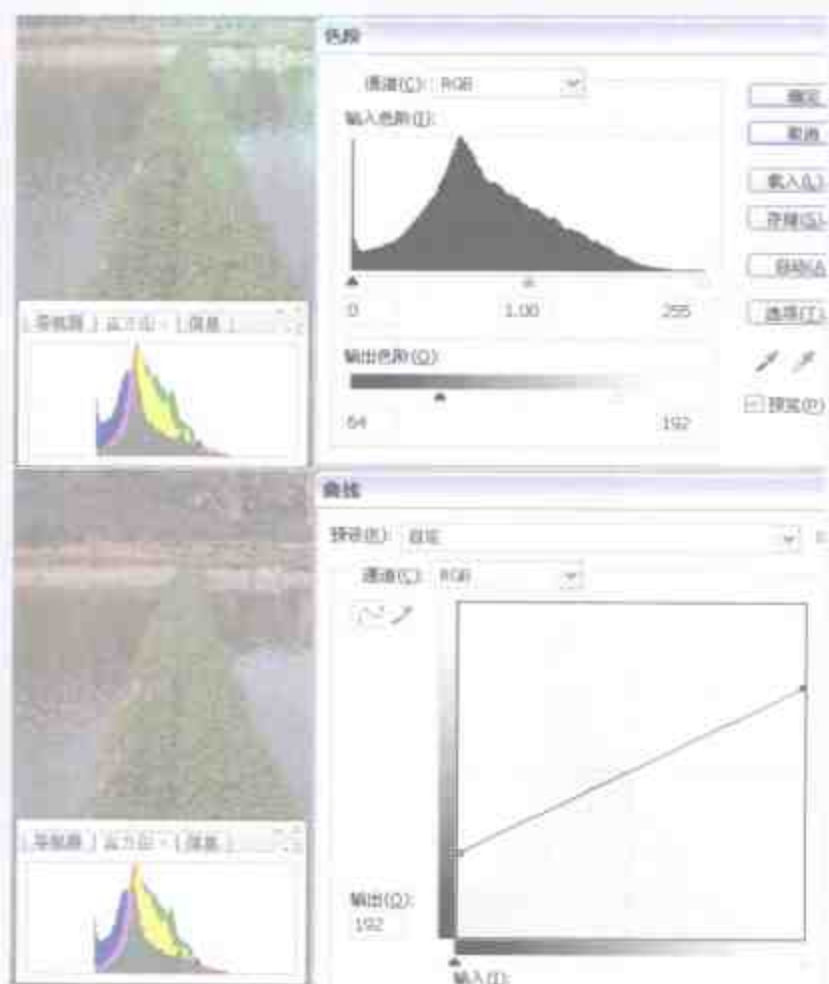 色阶
通道(C): RGB
输入色阶(I):
0 1.00 255
输出色阶(O):
64 192
确定
取消
载入(L)
存储(S)
自动(A
选项(T)
预览(P)
导航器 直方图 信息
曲线
预设(R): 自定
通道(C): RGB
输出(O):
192
输入(I):
导航器 直方图 信息